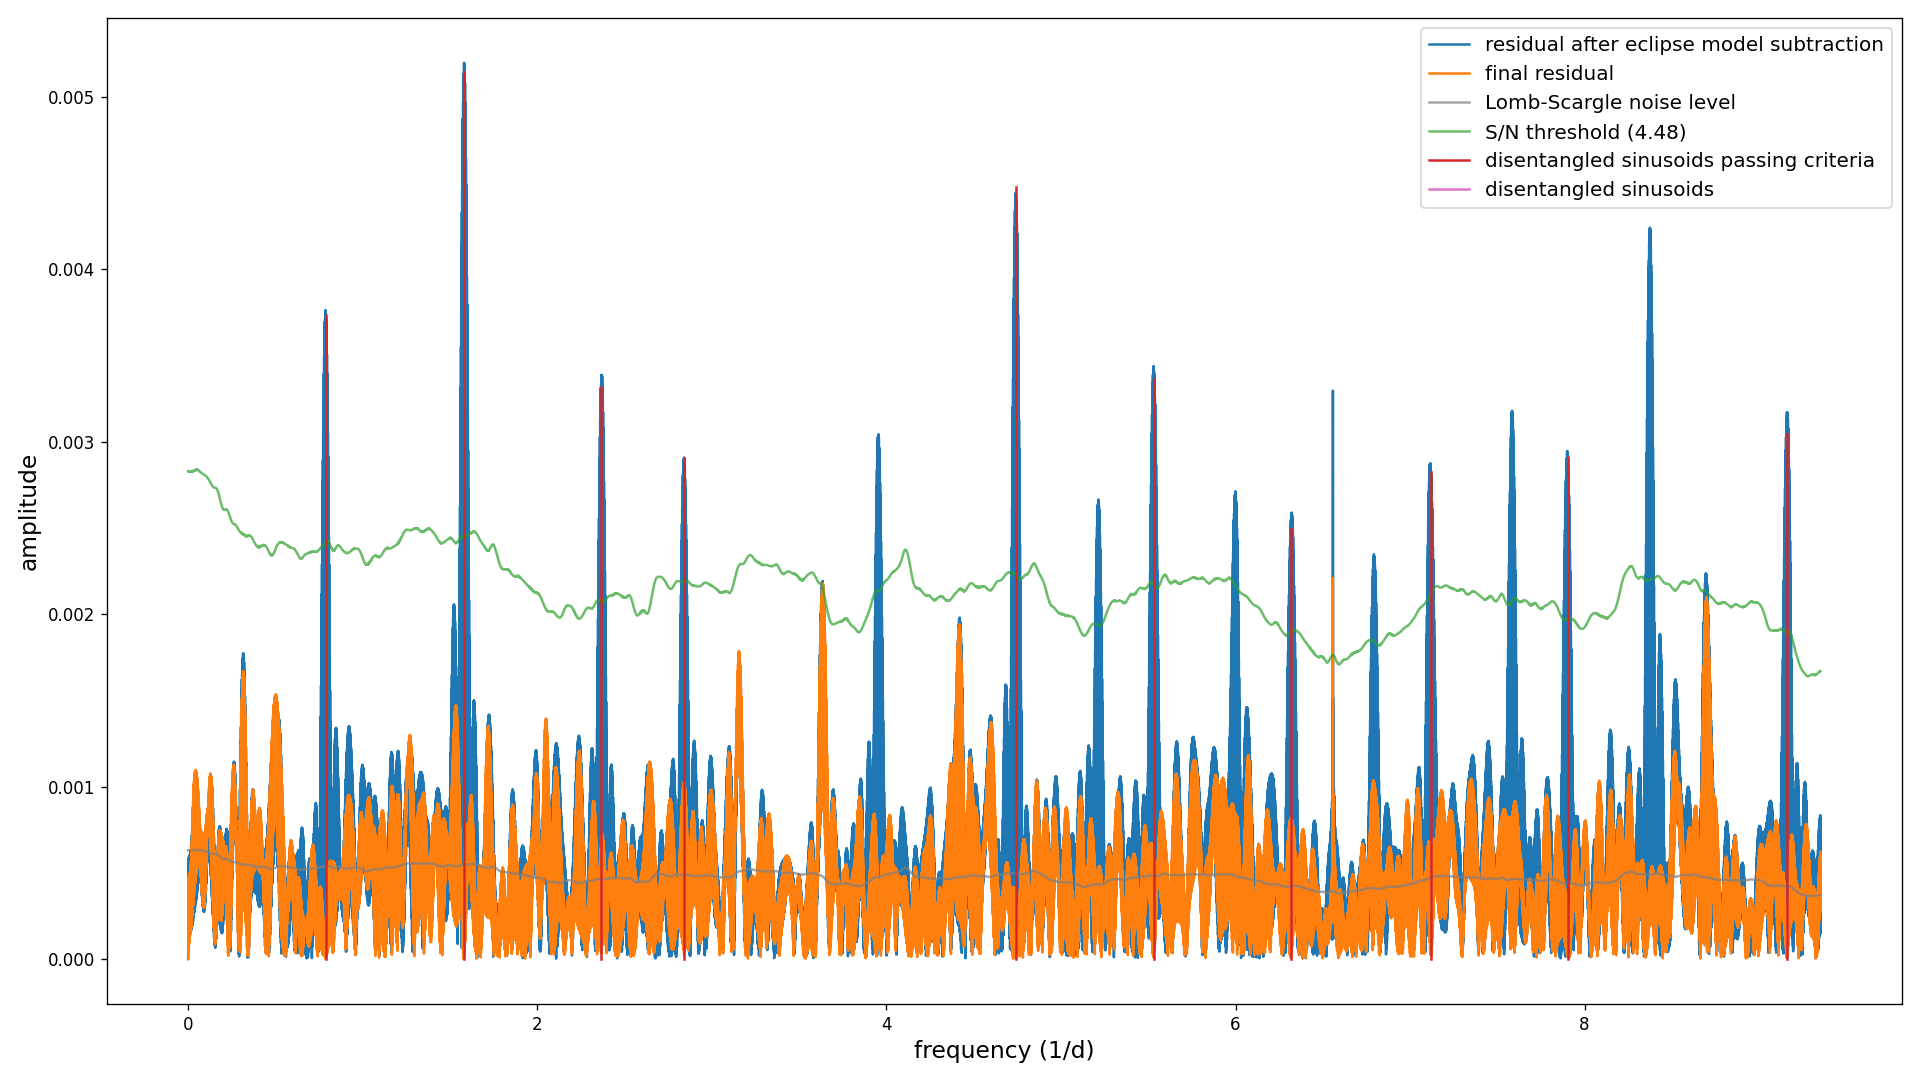 residual after eclipse model subtraction
final residual
Lomb-Scargle noise level
S/N threshold (4.48)
disentangled sinusoids passing criteria
disentangled sinusoids
amplitude
0.005
0.004
0.003
0.002
0.001
0.000
0 2 4 6 8
frequency (1/d)